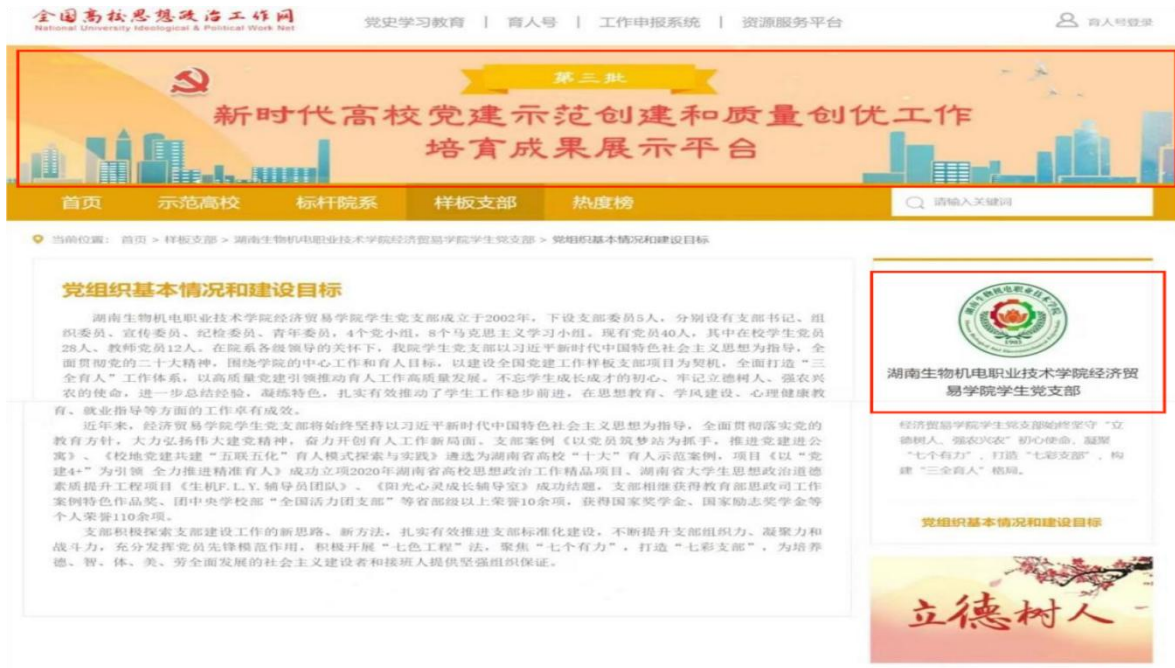 全国高校思想政治工作网
National University Ideological & Political Work Net
党史学习教育 | 育人号 | 工作申报系统 | 资源服务平台
育人号登录
第三批
新时代高校党建示范创建和质量创优工作
培育成果展示平台
首页 示范高校 标杆院系 样板支部 热度榜
请输入关键词
当前位置: 首页 > 样板支部 > 湖南生物机电职业技术学院经济贸易学院学生党支部 > 党组织基本情况和建设目标
党组织基本情况和建设目标
湖南生物机电职业技术学院经济贸易学院学生党支部成立于2002年,下设支部委员5人,分别设有支部书记、组
织委员、宣传委员、纪检委员、青年委员,4个党小组,8个马克思主义学习小组。现有党员40人,其中在校学生党员
28人、教师党员12人。在院系各级领导的关怀下,我院学生党支部以习近平新时代中国特色社会主义思想为指导,全
面贯彻党的二十大精神,围绕学院的中心工作和育人目标,以建设全国党建工作样板支部项目为契机,全面打造“三
全育人”工作体系,以高质量党建引领推动育人工作高质量发展。不忘学生成长成才的初心、牢记立德树人、强农兴
农的使命,进一步总结经验,凝练特色,扎实有效推动了学生工作稳步前进,在思想教育、学风建设、心理健康教
育、就业指导等方面的工作卓有成效。
近年来,经济贸易学院学生党支部将始终坚持以习近平新时代中国特色社会主义思想为指导,全面贯彻落实党的
教育方针,大力弘扬伟大建党精神,奋力开创育人工作新局面。支部案例《以党员筑梦站为抓手,推进党建进公
寓》、《校地党建共建“五联五化”育人模式探索与实践》遴选为湖南省高校“十大”育人示范案例,项目《以“党
建4+”为引领 全力推进精准育人》成功立项2020年湖南省高校思想政治工作精品项目、湖南省大学生思想政治道德
素质提升工程项目《生机F.L.Y.辅导员团队》、《阳光心灵成长辅导室》成功结题,支部相继获得教育部思政司工作
案例特色作品奖、团中央学校部“全国活力团支部”等省部级以上荣誉10余项,获得国家奖学金、国家励志奖学金等
个人荣誉110余项。
支部积极探索支部建设工作的新思路、新方法,扎实有效推进支部标准化建设,不断提升支部组织力、凝聚力和
战斗力,充分发挥党员先锋模范作用,积极开展“七色工程”法,聚焦“七个有力”,打造“七彩支部”,为培养
德、智、体、美、劳全面发展的社会主义建设者和接班人提供坚强组织保证。
湖南生物机电职业技术学院
1903
湖南生物机电职业技术学院经济贸
易学院学生党支部
经济贸易学院学生党支部始终坚守“立
德树人、强农兴农”初心使命,凝聚
“七个有力”,打造“七彩支部”,构
建“三全育人”格局。
党组织基本情况和建设目标
立德树人